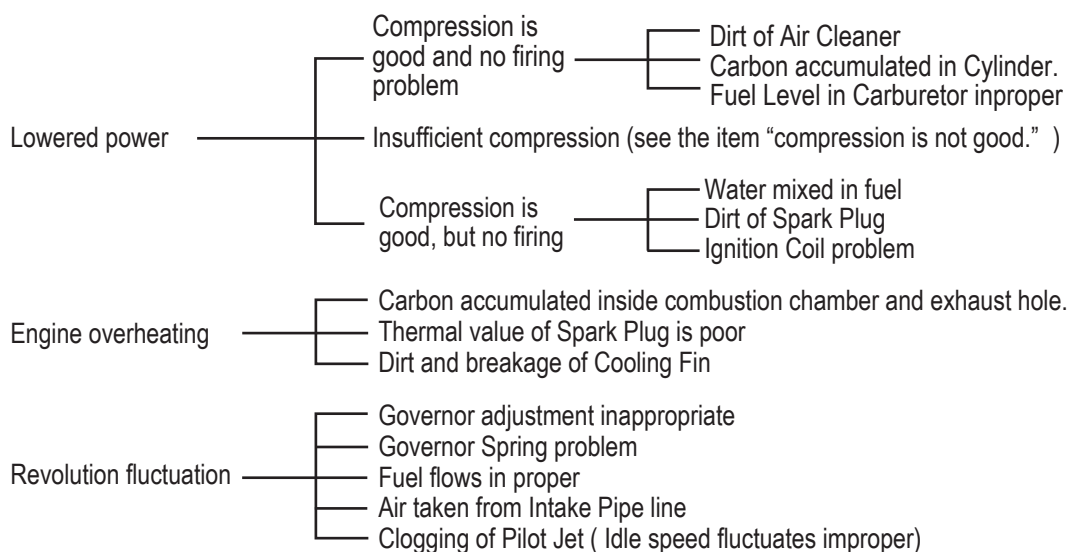 Lowered power
Compression is
good and no firing
problem
Dirt of Air Cleaner
Carbon accumulated in Cylinder.
Fuel Level in Carburetor inproper
Insufficient compression (see the item “compression is not good.” )
Compression is
good, but no firing
Water mixed in fuel
Dirt of Spark Plug
Ignition Coil problem
Engine overheating
Carbon accumulated inside combustion chamber and exhaust hole.
Thermal value of Spark Plug is poor
Dirt and breakage of Cooling Fin
Revolution fluctuation
Governor adjustment inappropriate
Governor Spring problem
Fuel flows in proper
Air taken from Intake Pipe line
Clogging of Pilot Jet ( Idle speed fluctuates improper)